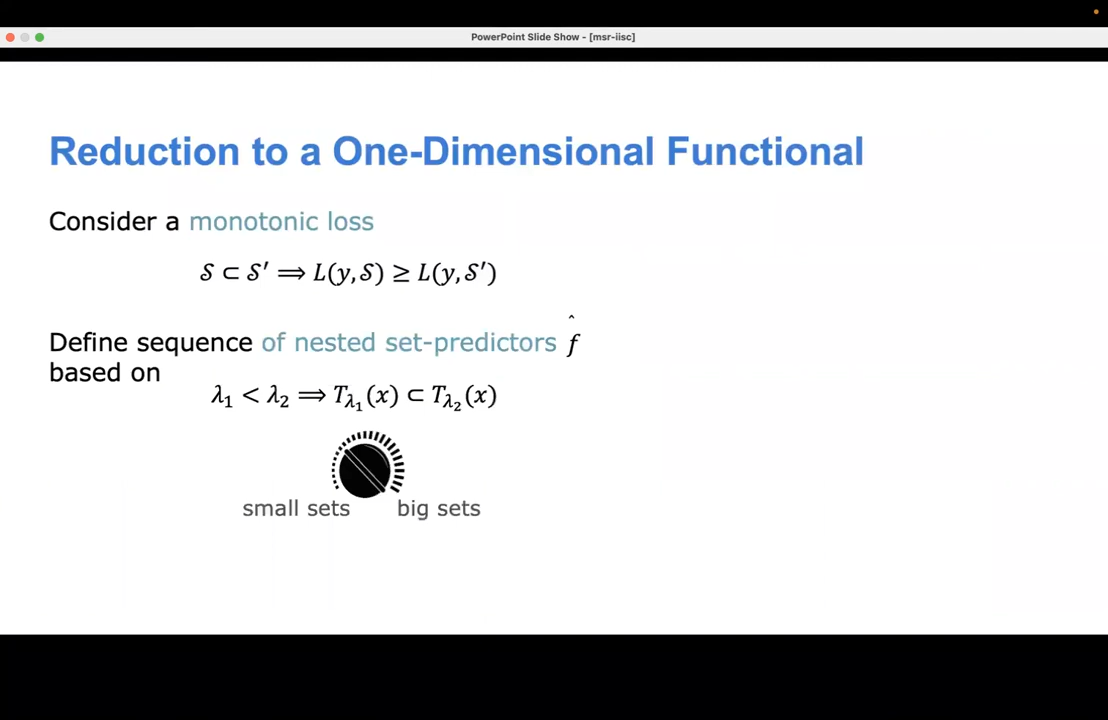 PowerPoint Slide Show - [msr-iisc]
Reduction to a One-Dimensional Functional
Consider a monotonic loss
𝒮 ⊂ 𝒮′ ⟹ L(y,𝒮) ≥ L(y,𝒮′)
Define sequence of nested set-predictors f̂
based on
λ₁ < λ₂ ⟹ T_λ₁(x) ⊂ T_λ₂(x)
small sets big sets